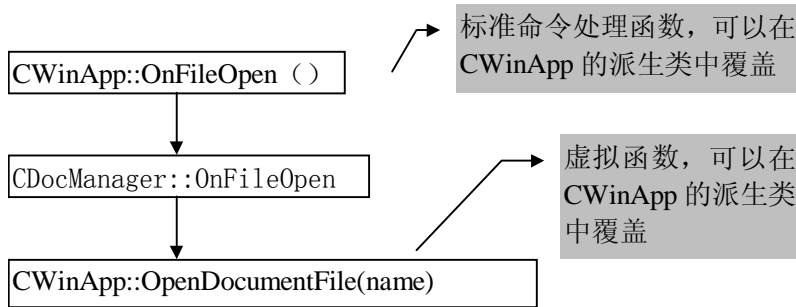 标准命令处理函数，可以在
CWinApp 的派生类中覆盖
CWinApp::OnFileOpen（）
CDocManager::OnFileOpen
虚拟函数，可以在
CWinApp 的派生类
中覆盖
CWinApp::OpenDocumentFile(name)